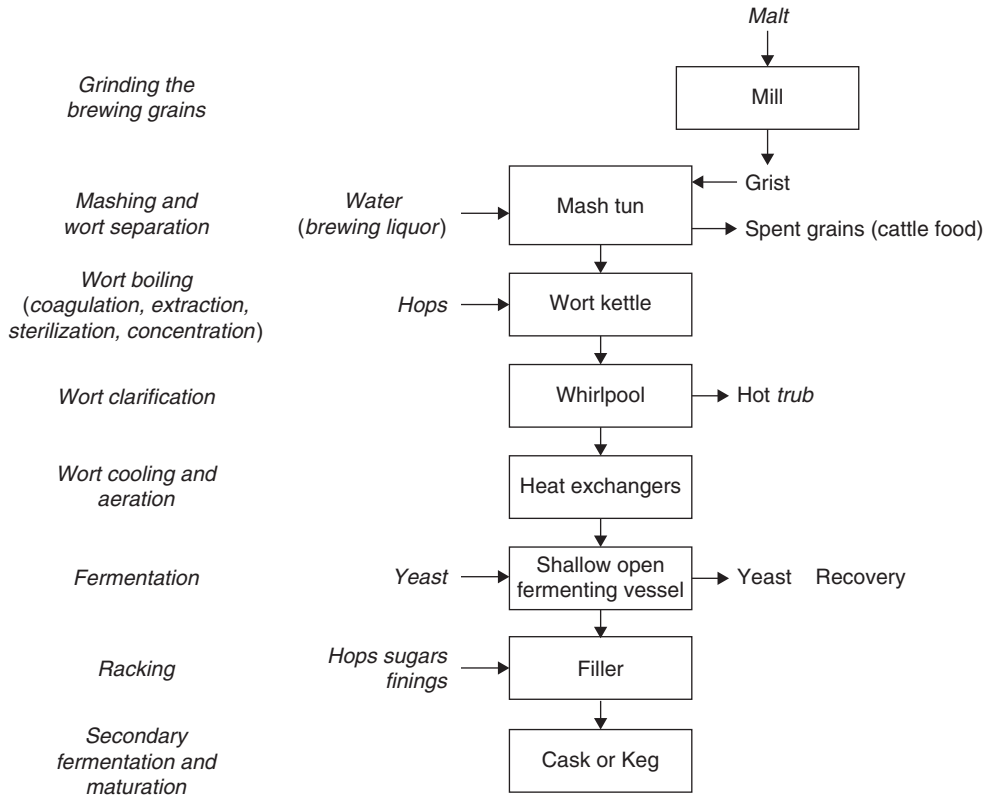 Malt
Grinding the
brewing grains
Mill
Mashing and
wort separation
Water
(brewing liquor)
Mash tun
Grist
Spent grains (cattle food)
Wort boiling
(coagulation, extraction,
sterilization, concentration)
Hops
Wort kettle
Wort clarification
Whirlpool
Hot trub
Wort cooling and
aeration
Heat exchangers
Fermentation
Yeast
Shallow open
fermenting vessel
Yeast Recovery
Racking
Hops sugars
finings
Filler
Secondary
fermentation and
maturation
Cask or Keg